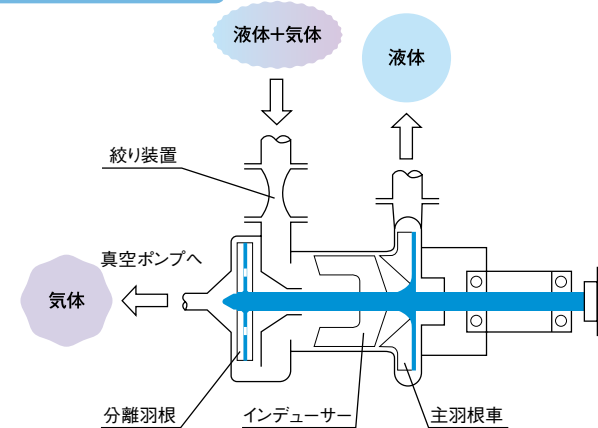 液体+気体
液体
絞り装置
真空ポンプへ
気体
分離羽根
インデューサー
主羽根車